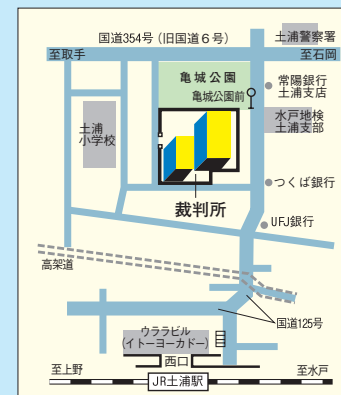 国道354号（旧国道６号）
土浦警察署
至取手
至石岡
亀城公園
亀城公園前
常陽銀行
土浦支店
水戸地検
土浦支部
土浦
小学校
つくば銀行
裁判所
UFJ銀行
高架道
国道125号
ウララビル
（イトーヨーカドー）
西口
至上野
至水戸
JR土浦駅